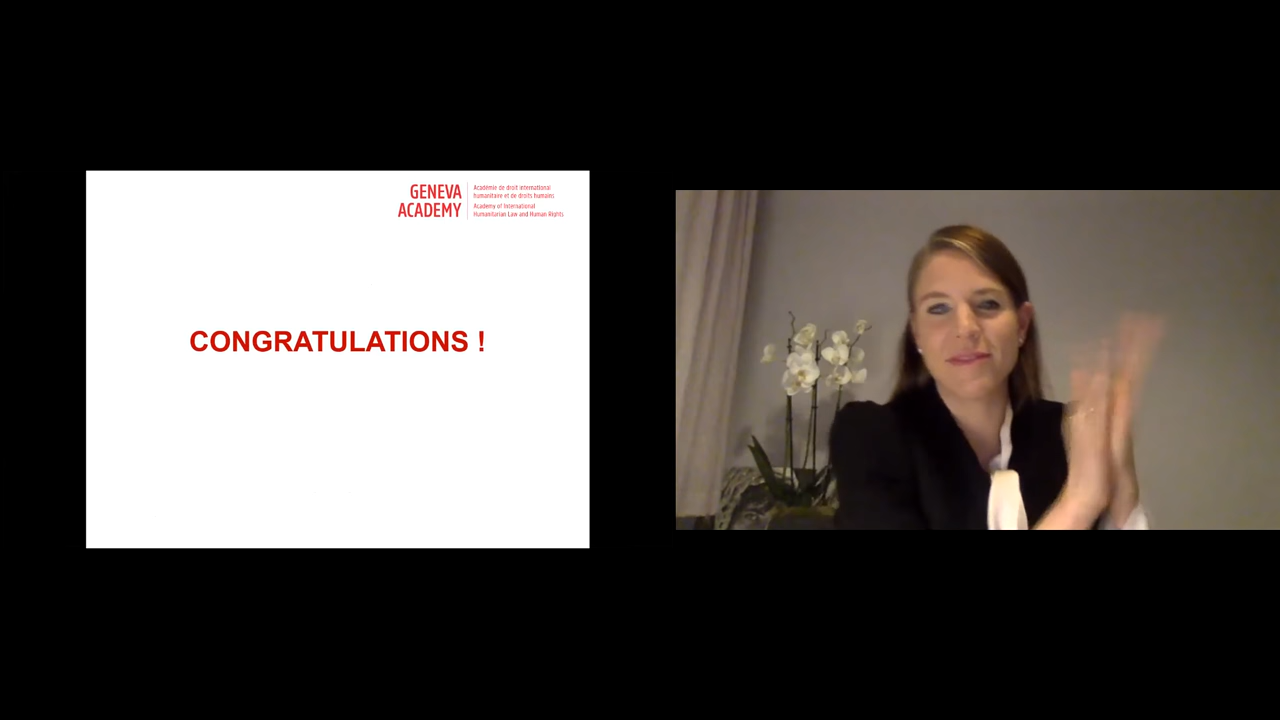 GENEVA
ACADEMY
Académie de droit international
humanitaire et de droits humains
Academy of International
Humanitarian Law and Human Rights
CONGRATULATIONS !